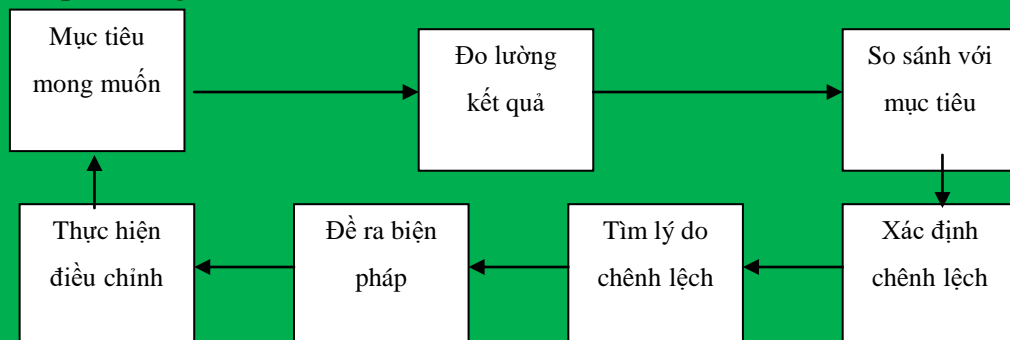 Mục tiêu
mong muốn
Đo lường
kết quả
So sánh với
mục tiêu
Thực hiện
điều chỉnh
Đề ra biện
pháp
Tìm lý do
chênh lệch
Xác định
chênh lệch